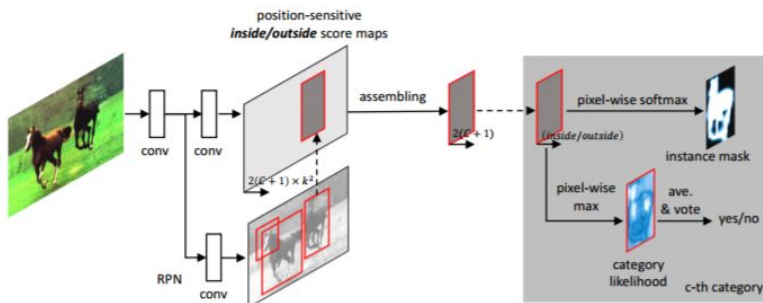 position-sensitive
inside/outside score maps
conv
conv
2(C + 1) × k²
assembling
2(C + 1)
pixel-wise softmax
(inside/outside)
instance mask
pixel-wise
max
ave.
& vote
yes/no
category
likelihood
c-th category
RPN
conv